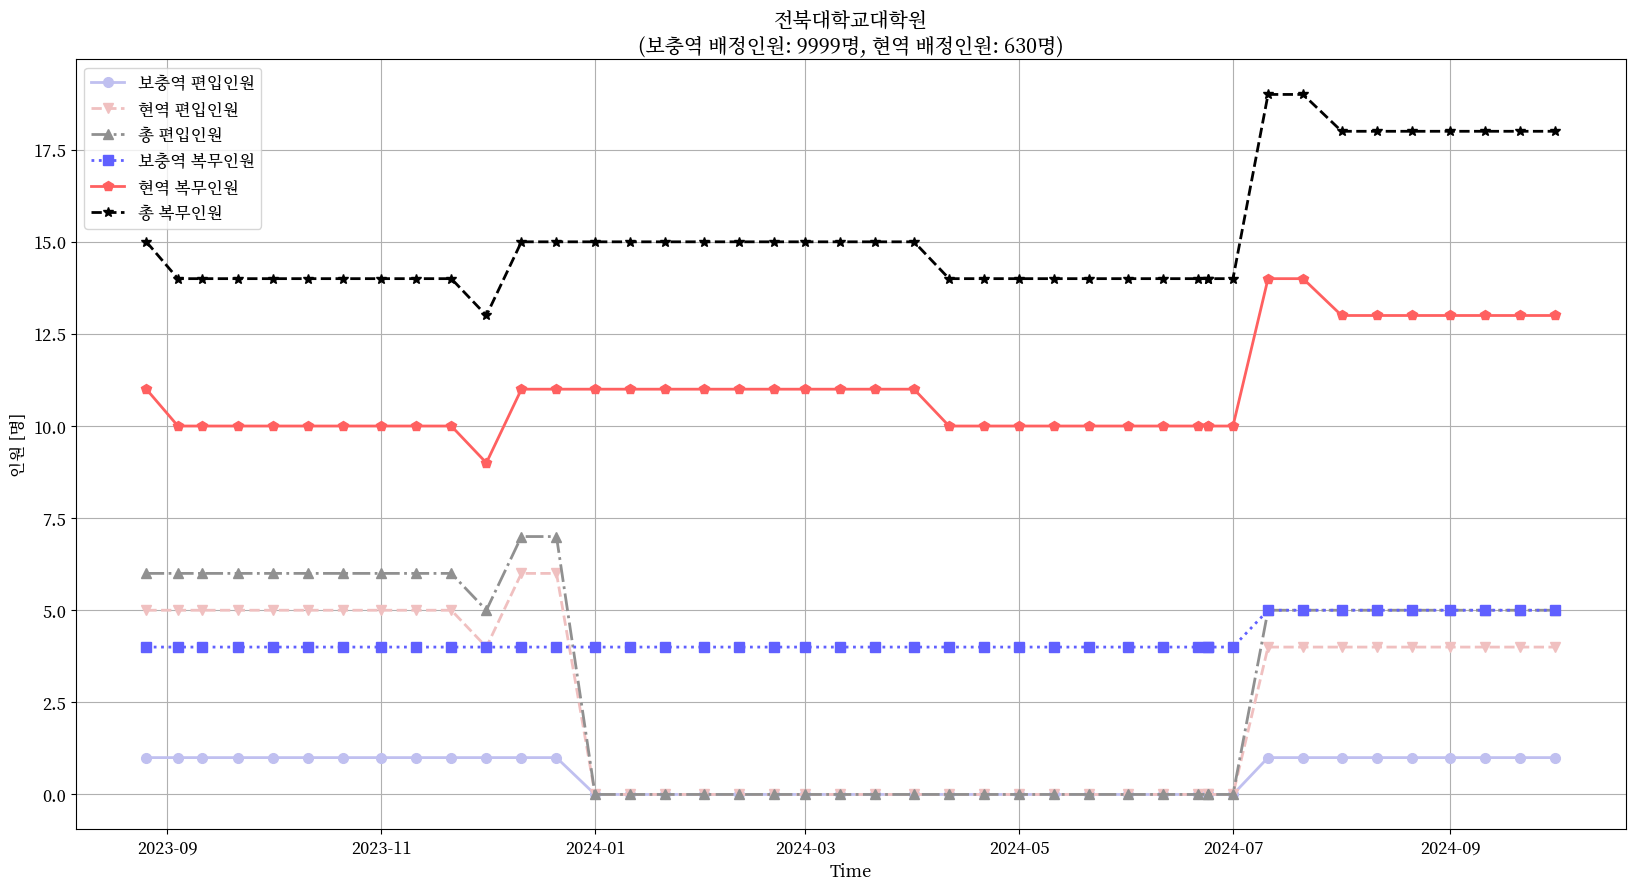 전북대학교대학원
(보충역 배정인원: 9999명, 현역 배정인원: 630명)
보충역 편입인원
현역 편입인원
총 편입인원
보충역 복무인원
현역 복무인원
총 복무인원
인원 [명]
17.5
15.0
12.5
10.0
7.5
5.0
2.5
0.0
2023-09
2023-11
2024-01
2024-03
2024-05
2024-07
2024-09
Time